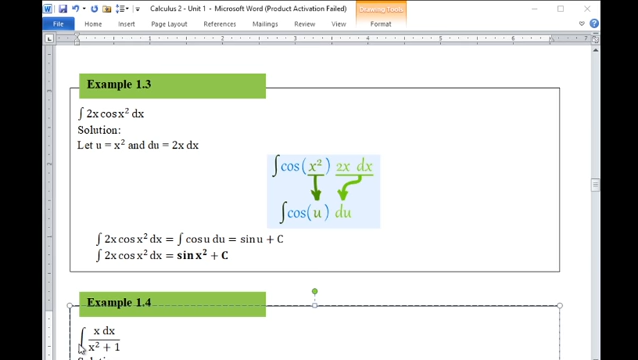 Calculus 2 - Unit 1 - Microsoft Word (Product Activation Failed)
Drawing Tools
File Home Insert Page Layout References Mailings Review View Format
Example 1.3
∫ 2x cos x² dx
Solution:
Let u = x² and du = 2x dx
∫cos(x²) 2x dx
∫cos(u) du
∫ 2x cos x² dx = ∫ cos u du = sin u + C
∫ 2x cos x² dx = sin x² + C
Example 1.4
∫ x dx
x² + 1